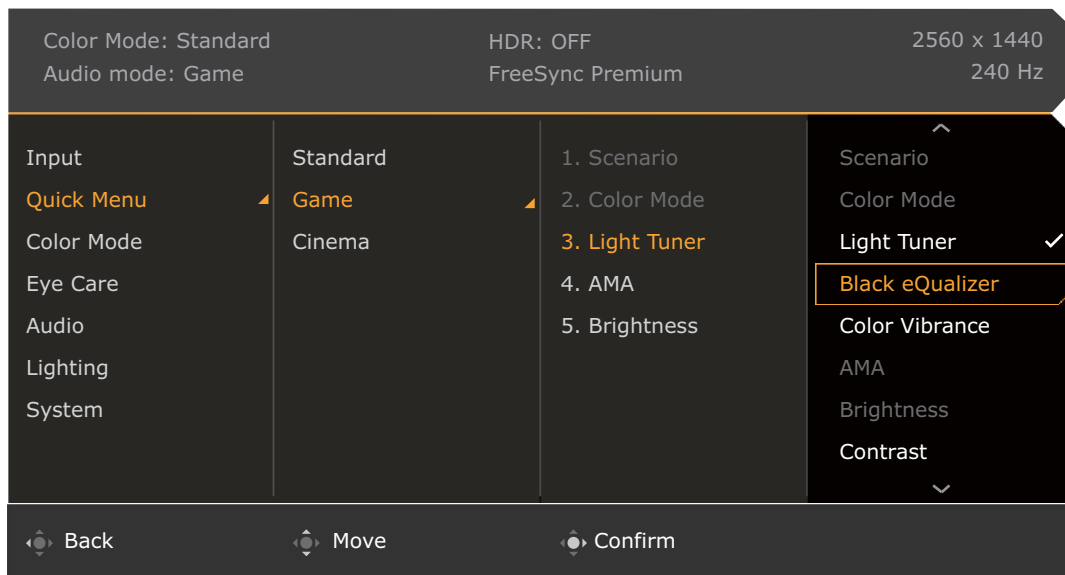 Color Mode: Standard
HDR: OFF
2560 x 1440
Audio mode: Game
FreeSync Premium
240 Hz
Input
Quick Menu
Color Mode
Eye Care
Audio
Lighting
System
Standard
Game
Cinema
1. Scenario
2. Color Mode
3. Light Tuner
4. AMA
5. Brightness
Scenario
Color Mode
Light Tuner
Black eQualizer
Color Vibrance
AMA
Brightness
Contrast
Back
Move
Confirm